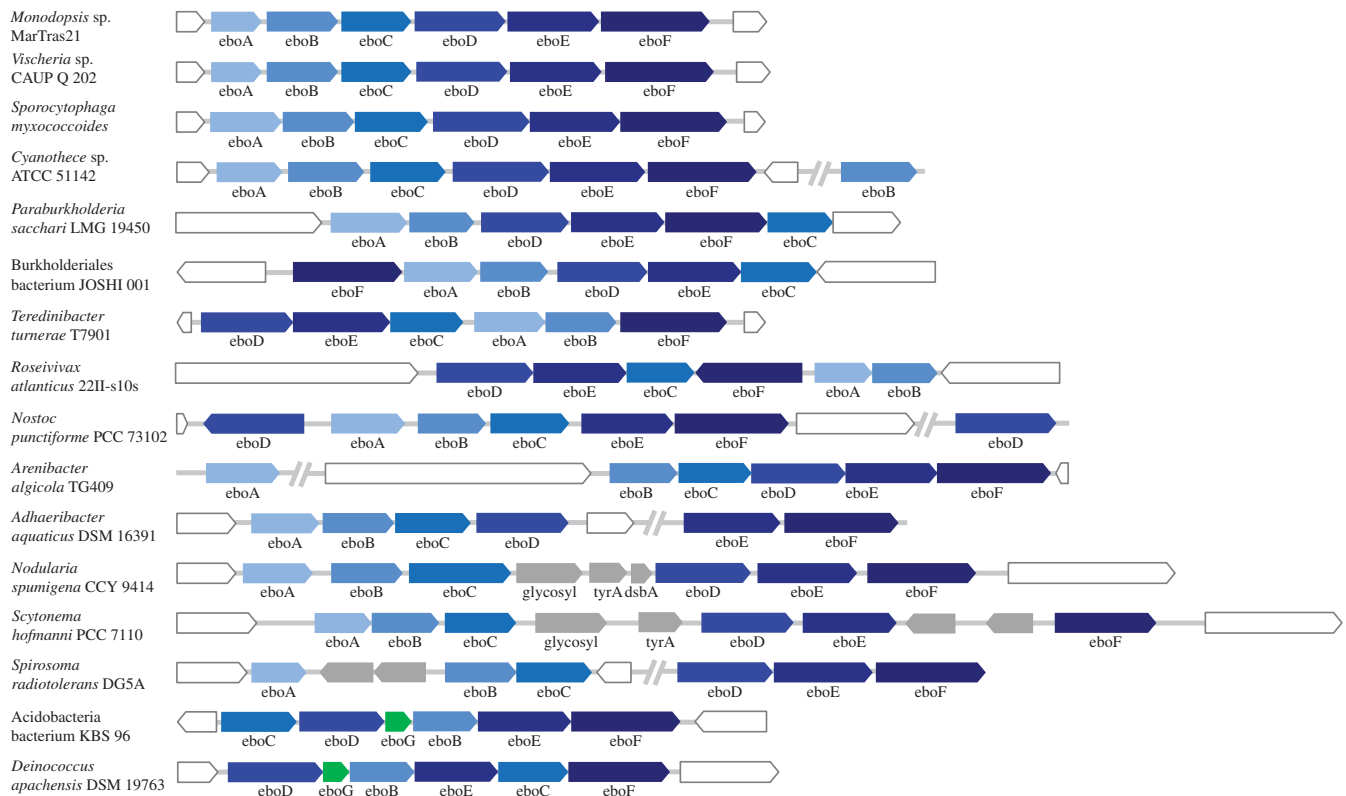 Monodopsis sp.
MarTras21
eboA eboB eboC eboD eboE eboF
Vischeria sp.
CAUP Q 202
eboA eboB eboC eboD eboE eboF
Sporocytophaga
myxococcoides
eboA eboB eboC eboD eboE eboF
Cyanothece sp.
ATCC 51142
eboA eboB eboC eboD eboE eboF eboB
Paraburkholderia
sacchari LMG 19450
eboA eboB eboD eboE eboF eboC
Burkholderiales
bacterium JOSHI 001
eboF eboA eboB eboD eboE eboC
Teredinibacter
turnerae T7901
eboD eboE eboC eboA eboB eboF
Roseivivax
atlanticus 22II-s10s
eboD eboE eboC eboF eboA eboB
Nostoc
punctiforme PCC 73102
eboD eboA eboB eboC eboE eboF eboD
Arenibacter
algicola TG409
eboA eboB eboC eboD eboE eboF
Adhaeribacter
aquaticus DSM 16391
eboA eboB eboC eboD eboE eboF
Nodularia
spumigena CCY 9414
eboA eboB eboC glycosyl tyrA dsbA eboD eboE eboF
Scytonema
hofmanni PCC 7110
eboA eboB eboC glycosyl tyrA eboD eboE eboF
Spirosoma
radiotolerans DG5A
eboA eboB eboC eboD eboE eboF
Acidobacteria
bacterium KBS 96
eboC eboD eboG eboB eboE eboF
Deinococcus
apachensis DSM 19763
eboD eboG eboB eboE eboC eboF